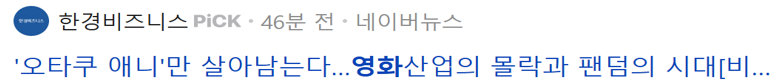 한경비즈니스 PiCK · 46분 전 · 네이버뉴스
'오타쿠 애니'만 살아남는다...영화산업의 몰락과 팬덤의 시대[비...